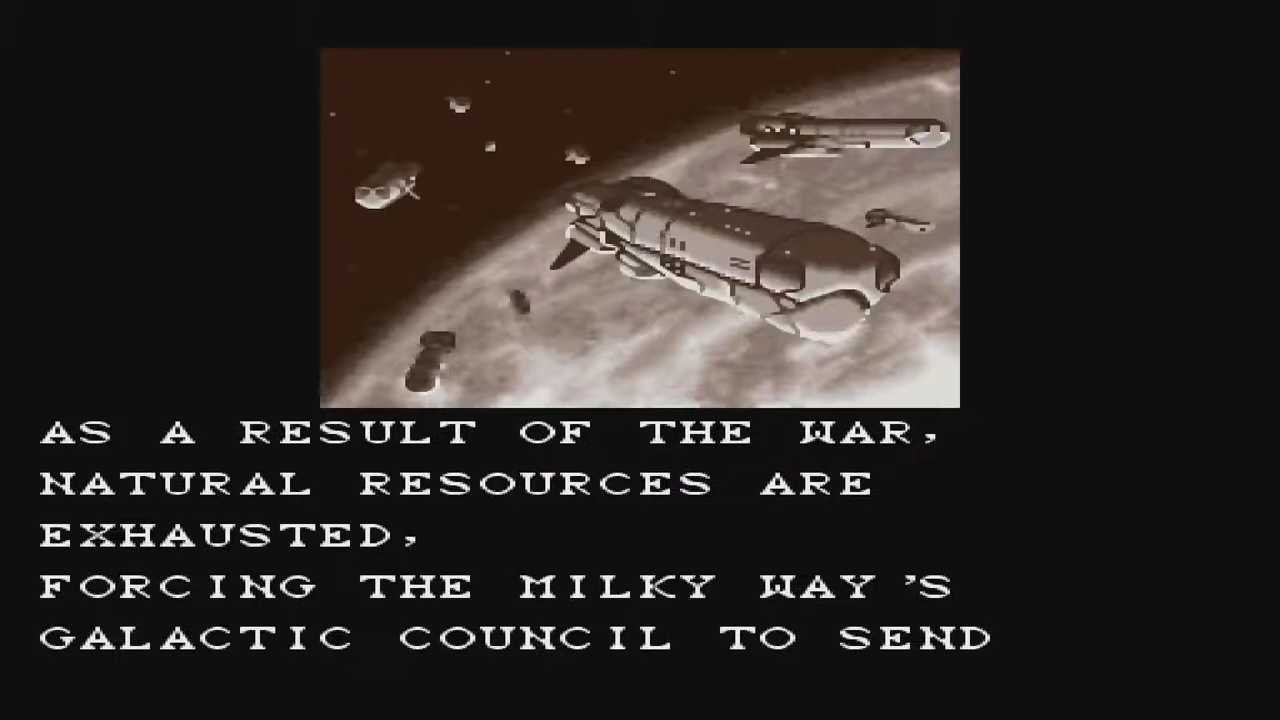 AS A RESULT OF THE WAR,
NATURAL RESOURCES ARE
EXHAUSTED,
FORCING THE MILKY WAY'S
GALACTIC COUNCIL TO SEND